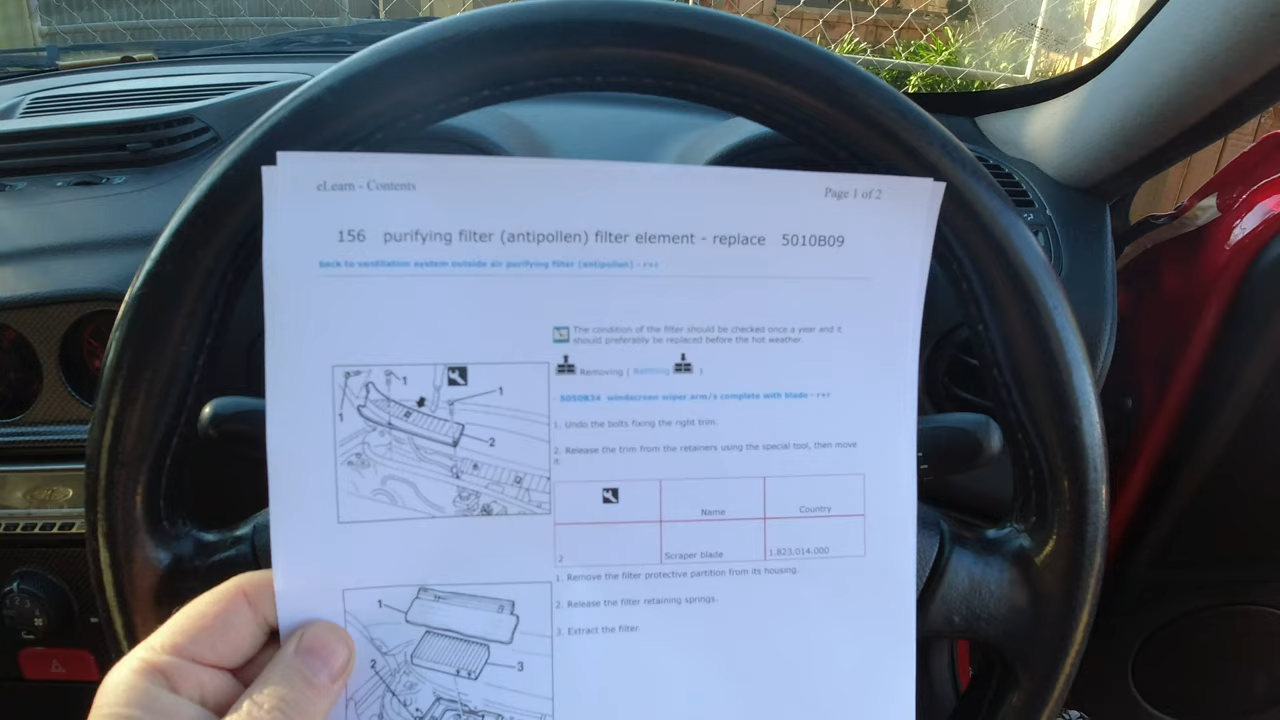 eLearn - Contents
Page 1 of 2
156 purifying filter (antipollen) filter element - replace 5010B09
back to ventilation system outside air purifying filter (antipollen) - r+r
The condition of the filter should be checked once a year and it
should preferably be replaced before the hot weather.
Removing ( Refitting )
- 5050B34 windscreen wiper arm/s complete with blade - r+r
1. Undo the bolts fixing the right trim.
2. Release the trim from the retainers using the special tool, then move
it.
1
1
1
2
Name
Country
2
Scraper blade
1.823.014.000
1. Remove the filter protective partition from its housing.
2. Release the filter retaining springs.
3. Extract the filter.
1
2
3